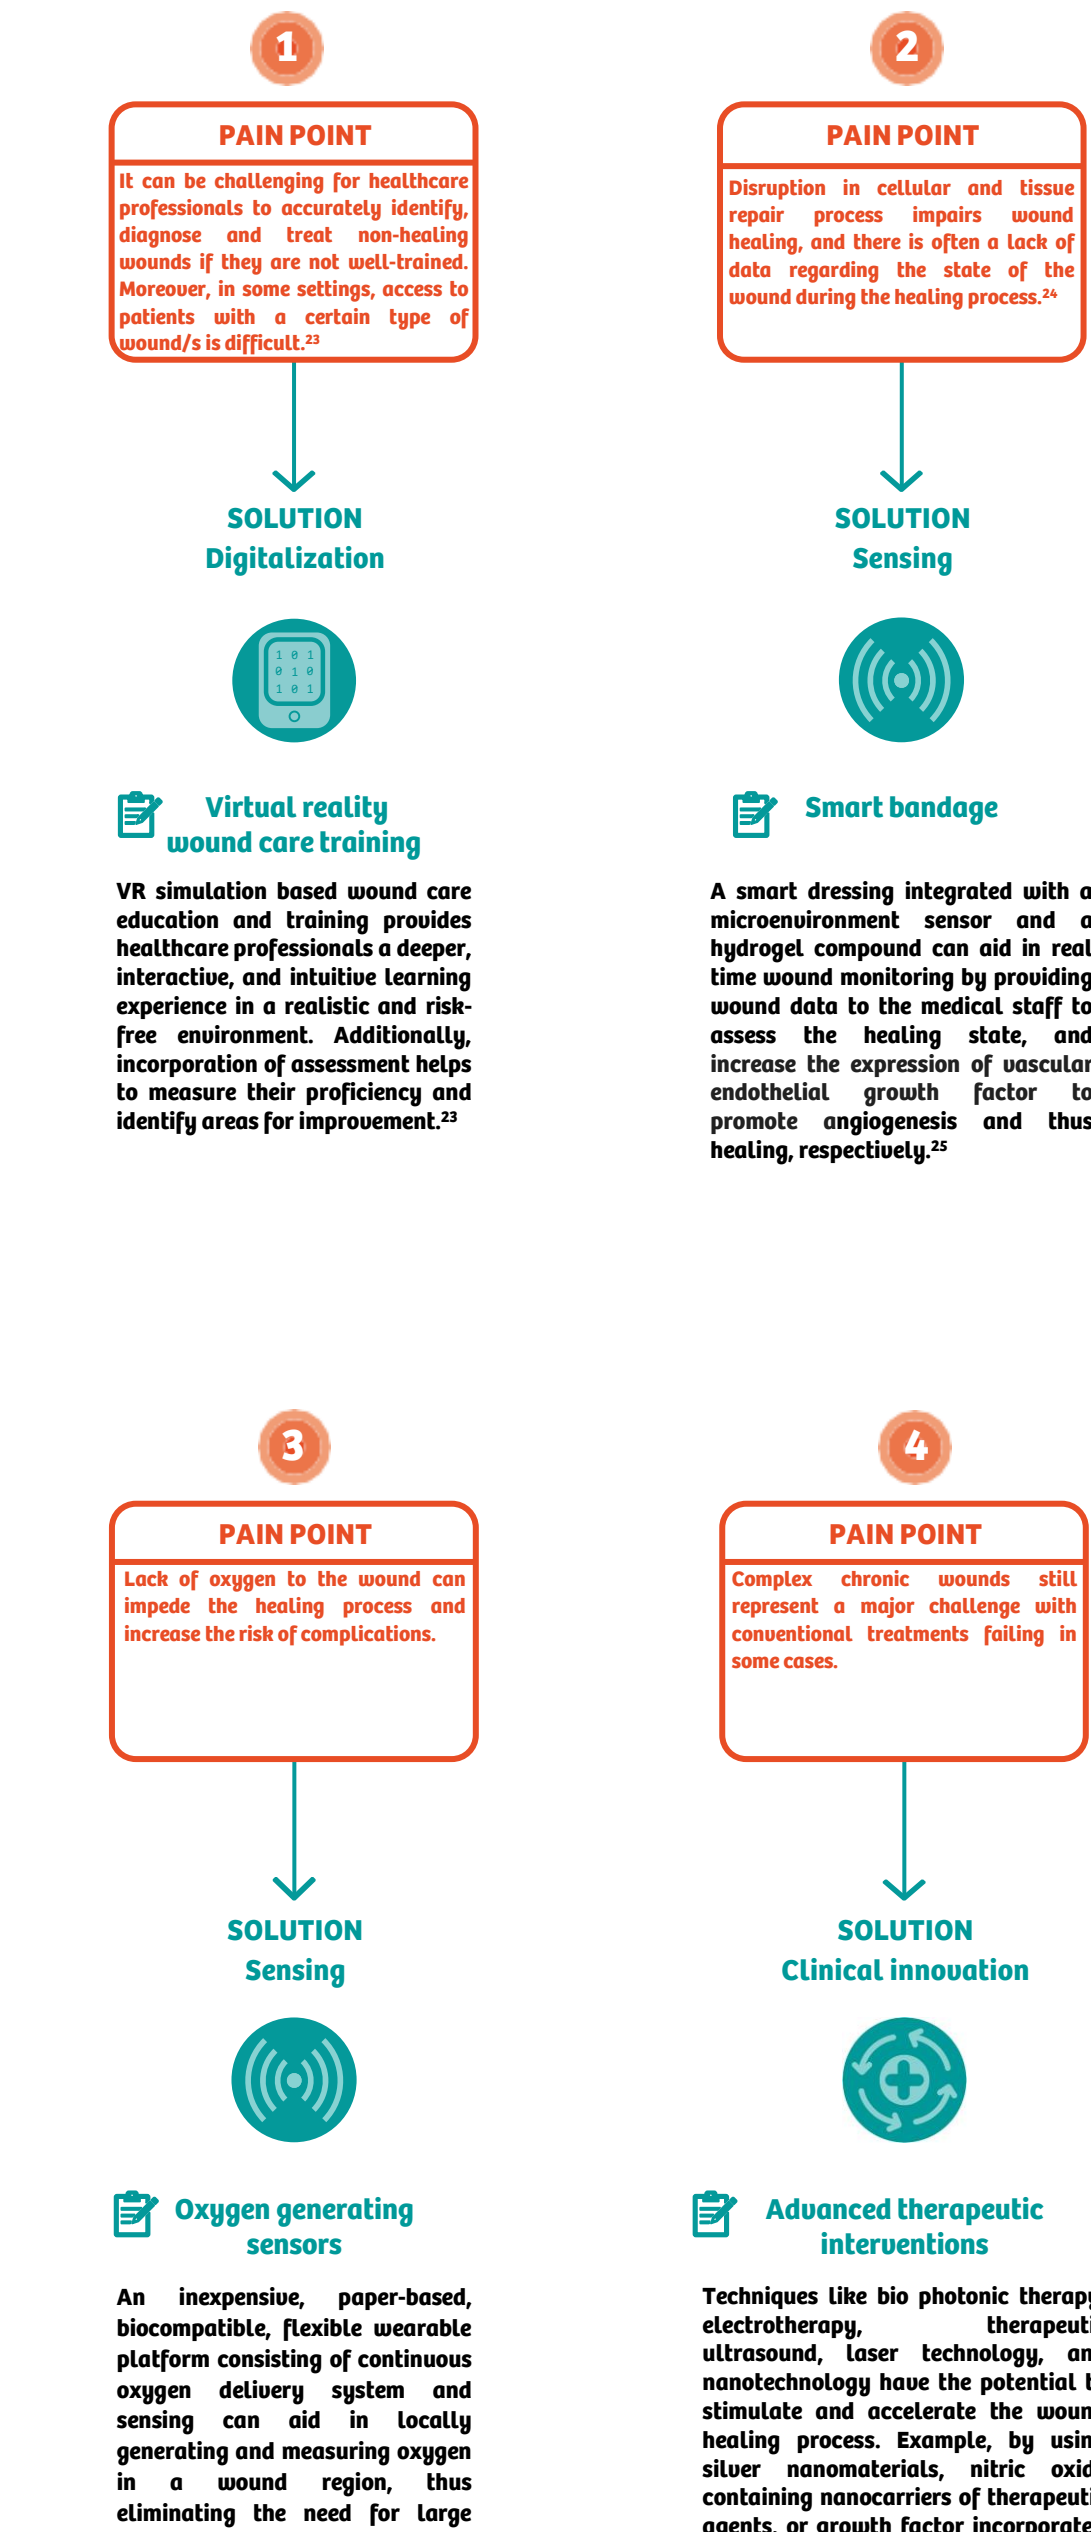 1
PAIN POINT
It can be challenging for healthcare
professionals to accurately identify,
diagnose and treat non-healing
wounds if they are not well-trained.
Moreover, in some settings, access to
patients with a certain type of
wound/s is difficult.²³
SOLUTION
Digitalization
1 0 1
0 1 0
1 0 1
Virtual reality
wound care training
VR simulation based wound care
education and training provides
healthcare professionals a deeper,
interactive, and intuitive learning
experience in a realistic and risk-
free environment. Additionally,
incorporation of assessment helps
to measure their proficiency and
identify areas for improvement.²³
2
PAIN POINT
Disruption in cellular and tissue
repair process impairs wound
healing, and there is often a lack of
data regarding the state of the
wound during the healing process.²⁴
SOLUTION
Sensing
Smart bandage
A smart dressing integrated with a
microenvironment sensor and a
hydrogel compound can aid in real
time wound monitoring by providing
wound data to the medical staff to
assess the healing state, and
increase the expression of vascular
endothelial growth factor to
promote angiogenesis and thus
healing, respectively.²⁵
3
PAIN POINT
Lack of oxygen to the wound can
impede the healing process and
increase the risk of complications.
SOLUTION
Sensing
Oxygen generating
sensors
An inexpensive, paper-based,
biocompatible, flexible wearable
platform consisting of continuous
oxygen delivery system and
sensing can aid in locally
generating and measuring oxygen
in a wound region, thus
eliminating the need for large
4
PAIN POINT
Complex chronic wounds still
represent a major challenge with
conventional treatments failing in
some cases.
SOLUTION
Clinical innovation
Advanced therapeutic
interventions
Techniques like bio photonic therapy
electrotherapy, therapeuti
ultrasound, laser technology, an
nanotechnology have the potential t
stimulate and accelerate the woun
healing process. Example, by usin
silver nanomaterials, nitric oxid
containing nanocarriers of therapeuti
agents, or growth factor incorporate